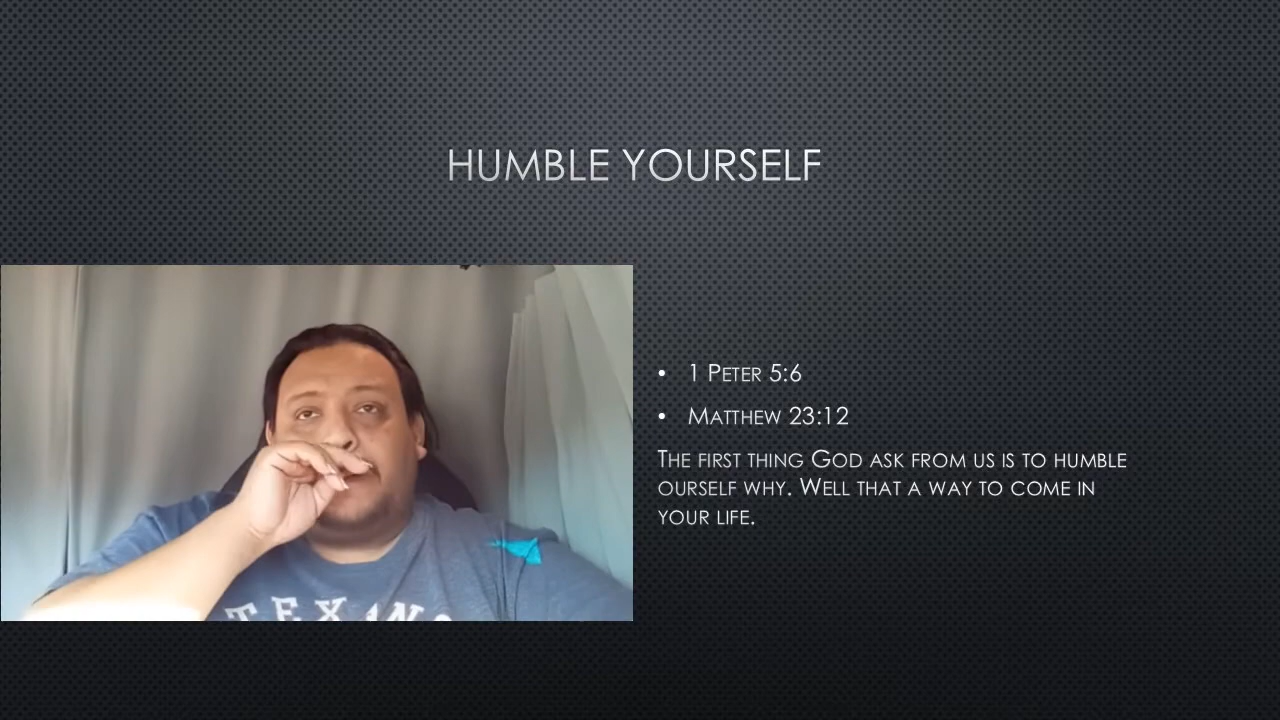 HUMBLE YOURSELF
• 1 PETER 5:6
• MATTHEW 23:12
THE FIRST THING GOD ASK FROM US IS TO HUMBLE
OURSELF WHY. WELL THAT A WAY TO COME IN
YOUR LIFE.
TEXANS